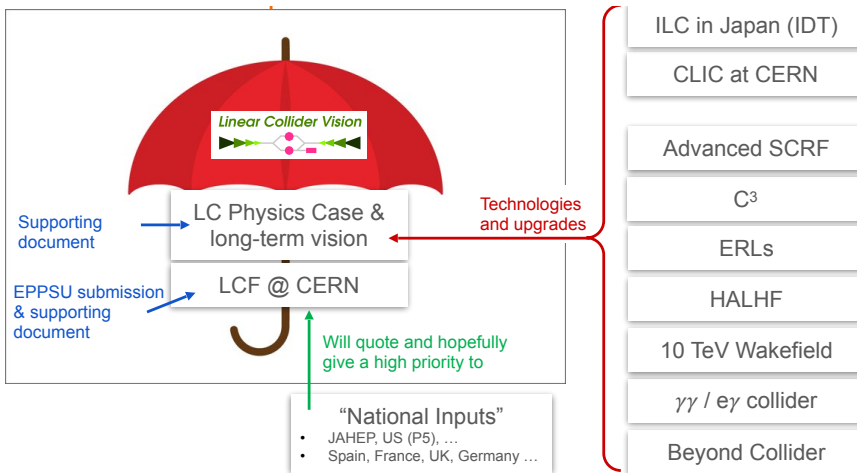 Linear Collider Vision
LC Physics Case &
long-term vision
LCF @ CERN
Supporting
document
EPPSU submission
& supporting
document
Technologies
and upgrades
Will quote and hopefully
give a high priority to
“National Inputs”
• JAHEP, US (P5), …
• Spain, France, UK, Germany …
ILC in Japan (IDT)
CLIC at CERN
Advanced SCRF
C³
ERLs
HALHF
10 TeV Wakefield
γγ / eγ collider
Beyond Collider